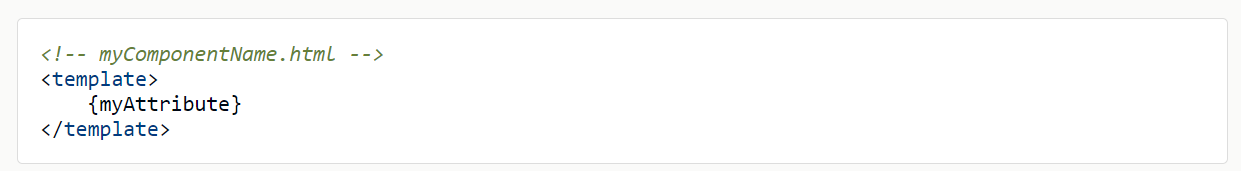 <!-- myComponentName.html -->
<template>
    {myAttribute}
</template>